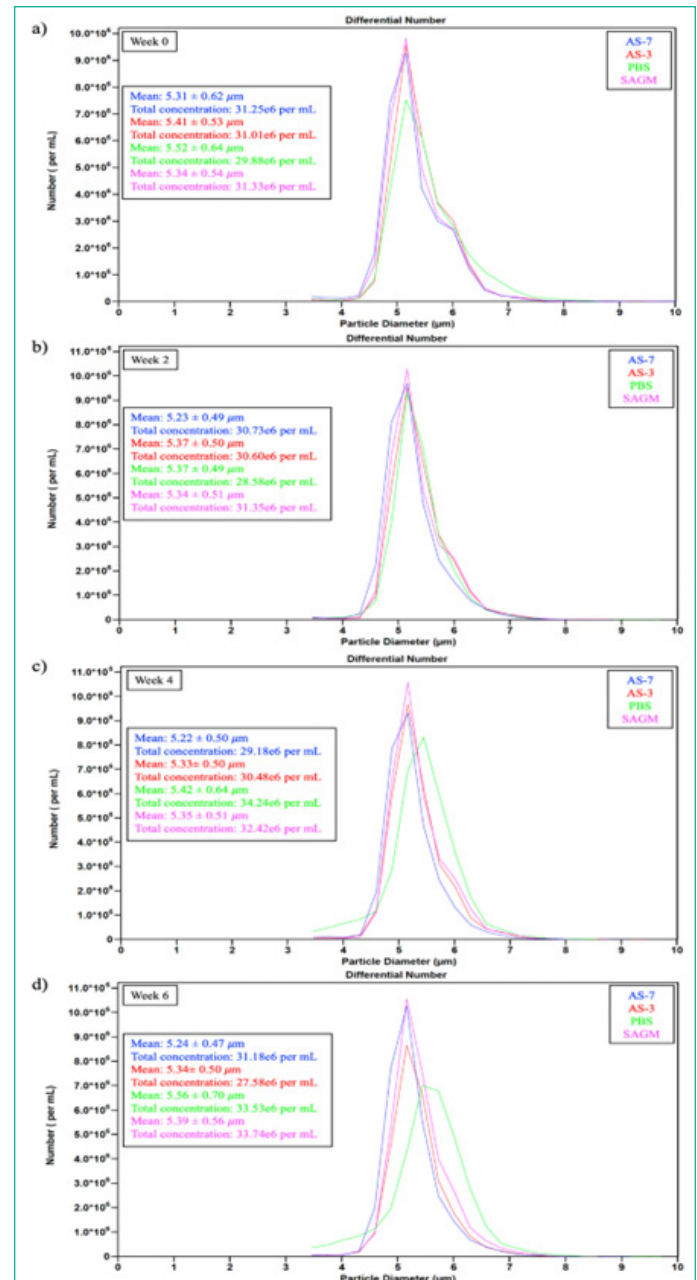 Differential Number
a)
10.0*10⁶
9.0*10⁶
8.0*10⁶
7.0*10⁶
6.0*10⁶
5.0*10⁶
4.0*10⁶
3.0*10⁶
2.0*10⁶
1.0*10⁶
0
Number ( per mL)
Week 0
Mean: 5.31 ± 0.62 µm
Total concentration: 31.25e6 per mL
Mean: 5.41 ± 0.53 µm
Total concentration: 31.01e6 per mL
Mean: 5.52 ± 0.64 µm
Total concentration: 29.88e6 per mL
Mean: 5.34 ± 0.54 µm
Total concentration: 31.33e6 per mL
AS-7
AS-3
PBS
SAGM
0 1 2 3 4 5 6 7 8 9 10
Particle Diameter (µm)
Differential Number
b)
11.0*10⁶
10.0*10⁶
9.0*10⁶
8.0*10⁶
7.0*10⁶
6.0*10⁶
5.0*10⁶
4.0*10⁶
3.0*10⁶
2.0*10⁶
1.0*10⁶
0
Number ( per mL)
Week 2
Mean: 5.23 ± 0.49 µm
Total concentration: 30.73e6 per mL
Mean: 5.37 ± 0.50 µm
Total concentration: 30.60e6 per mL
Mean: 5.37 ± 0.49 µm
Total concentration: 28.58e6 per mL
Mean: 5.34 ± 0.51 µm
Total concentration: 31.35e6 per mL
AS-7
AS-3
PBS
SAGM
0 1 2 3 4 5 6 7 8 9 10
Particle Diameter (µm)
Differential Number
c)
11.0*10⁶
10.0*10⁶
9.0*10⁶
8.0*10⁶
7.0*10⁶
6.0*10⁶
5.0*10⁶
4.0*10⁶
3.0*10⁶
2.0*10⁶
1.0*10⁶
0
Number ( per mL)
Week 4
Mean: 5.22 ± 0.50 µm
Total concentration: 29.18e6 per mL
Mean: 5.33± 0.50 µm
Total concentration: 30.48e6 per mL
Mean: 5.42 ± 0.64 µm
Total concentration: 34.24e6 per mL
Mean: 5.35 ± 0.51 µm
Total concentration: 32.42e6 per mL
AS-7
AS-3
PBS
SAGM
0 1 2 3 4 5 6 7 8 9 10
Particle Diameter (µm)
Differential Number
d)
11.0*10⁶
10.0*10⁶
9.0*10⁶
8.0*10⁶
7.0*10⁶
6.0*10⁶
5.0*10⁶
4.0*10⁶
3.0*10⁶
2.0*10⁶
1.0*10⁶
0
Number ( per mL)
Week 6
Mean: 5.24 ± 0.47 µm
Total concentration: 31.18e6 per mL
Mean: 5.34± 0.50 µm
Total concentration: 27.58e6 per mL
Mean: 5.56 ± 0.70 µm
Total concentration: 33.53e6 per mL
Mean: 5.39 ± 0.56 µm
Total concentration: 33.74e6 per mL
AS-7
AS-3
PBS
SAGM
0 1 2 3 4 5 6 7 8 9 10
Particle Diameter (µm)